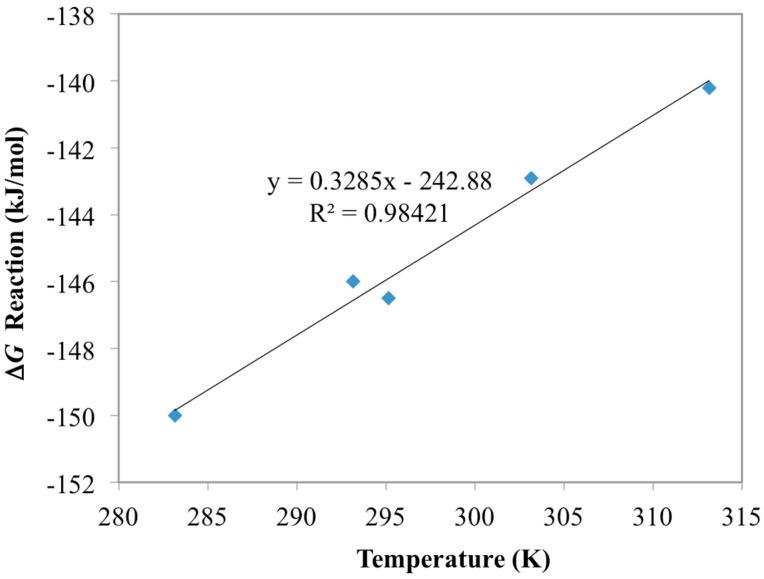 -138
-140
-142
-144
-146
-148
-150
-152
ΔG Reaction (kJ/mol)
y = 0.3285x - 242.88
R² = 0.98421
280 285 290 295 300 305 310 315
Temperature (K)